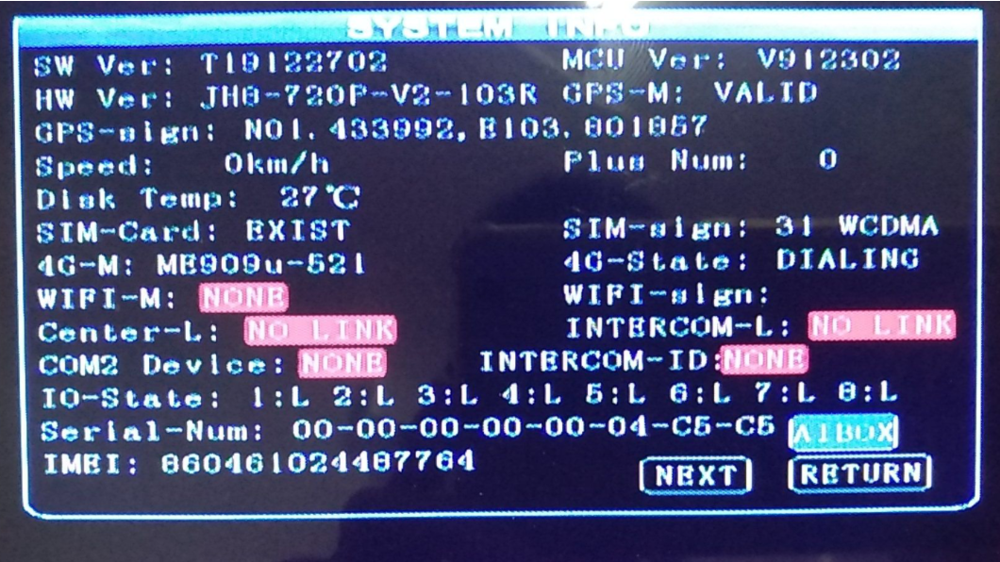 SYSTEM INFO
SW Ver: T19122702 MCU Ver: V912302
HW Ver: JH8-720P-V2-103R GPS-M: VALID
GPS-sign: N01.433992,E103.801857
Speed: 0km/h Plus Num: 0
Disk Temp: 27℃
SIM-Card: EXIST SIM-sign: 31 WCDMA
4G-M: ME909u-521 4G-State: DIALING
WIFI-M: NONE WIFI-sign:
Center-L: NO LINK INTERCOM-L: NO LINK
COM2 Device: NONE INTERCOM-ID:NONE
IO-State: 1:L 2:L 3:L 4:L 5:L 6:L 7:L 8:L
Serial-Num: 00-00-00-00-00-04-C5-C5 AIBOX
IMEI: 860461024487764
NEXT RETURN